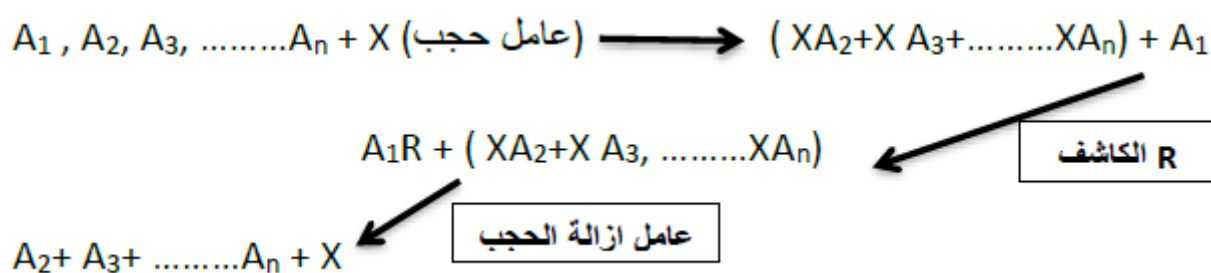 A₁ , A₂, A₃, ………Aₙ + X (عامل حجب) ⟶ ( XA₂+X A₃+………XAₙ) + A₁
A₁R + ( XA₂+X A₃, ………XAₙ)
الكاشف R
عامل ازالة الحجب
A₂+ A₃+ ………Aₙ + X